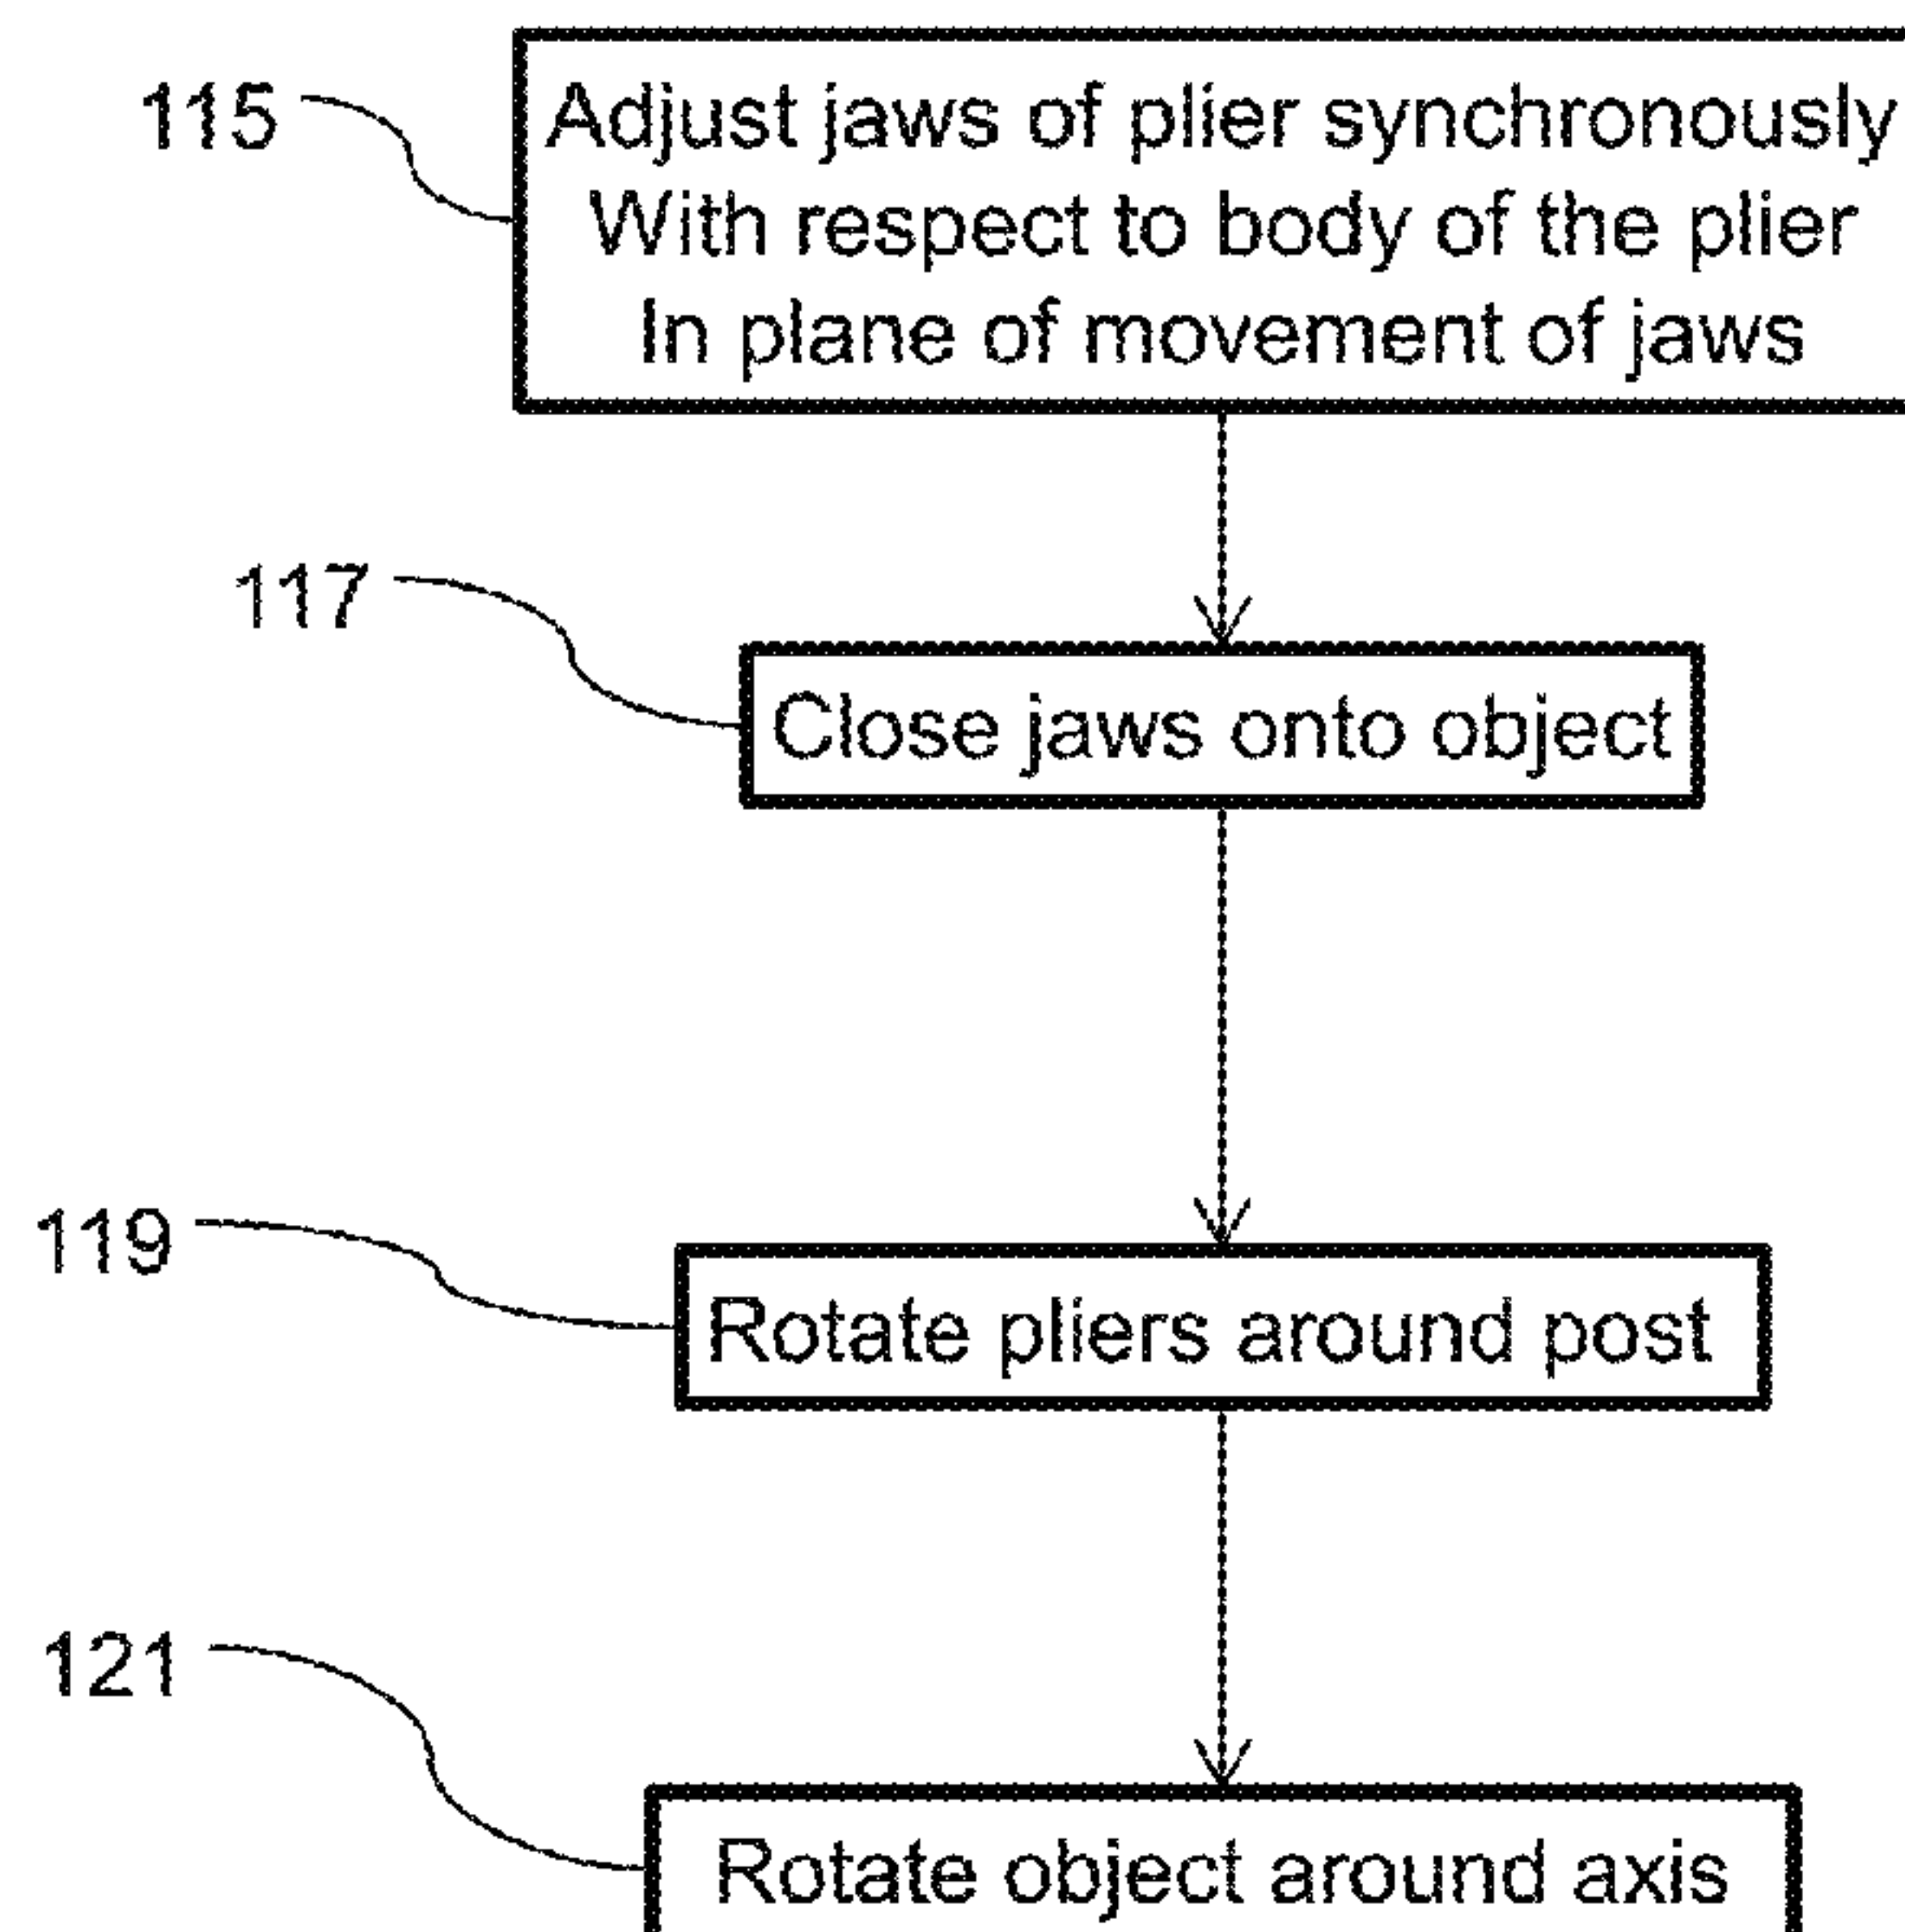 115
Adjust jaws of plier synchronously
With respect to body of the plier
In plane of movement of jaws
117
Close jaws onto object
119
Rotate pliers around post
121
Rotate object around axis